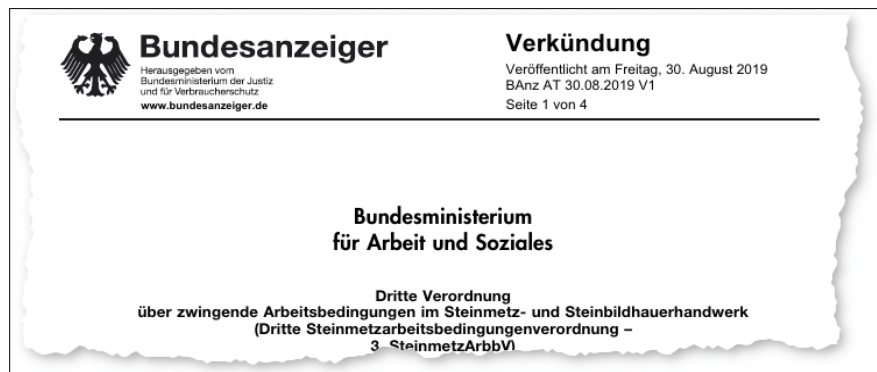 Bundesanzeiger
Herausgegeben vom
Bundesministerium der Justiz
und für Verbraucherschutz
www.bundesanzeiger.de
Verkündung
Veröffentlicht am Freitag, 30. August 2019
BAnz AT 30.08.2019 V1
Seite 1 von 4
Bundesministerium
für Arbeit und Soziales
Dritte Verordnung
über zwingende Arbeitsbedingungen im Steinmetz- und Steinbildhauerhandwerk
(Dritte Steinmetzarbeitsbedingungenverordnung –
3. SteinmetzArbbV)